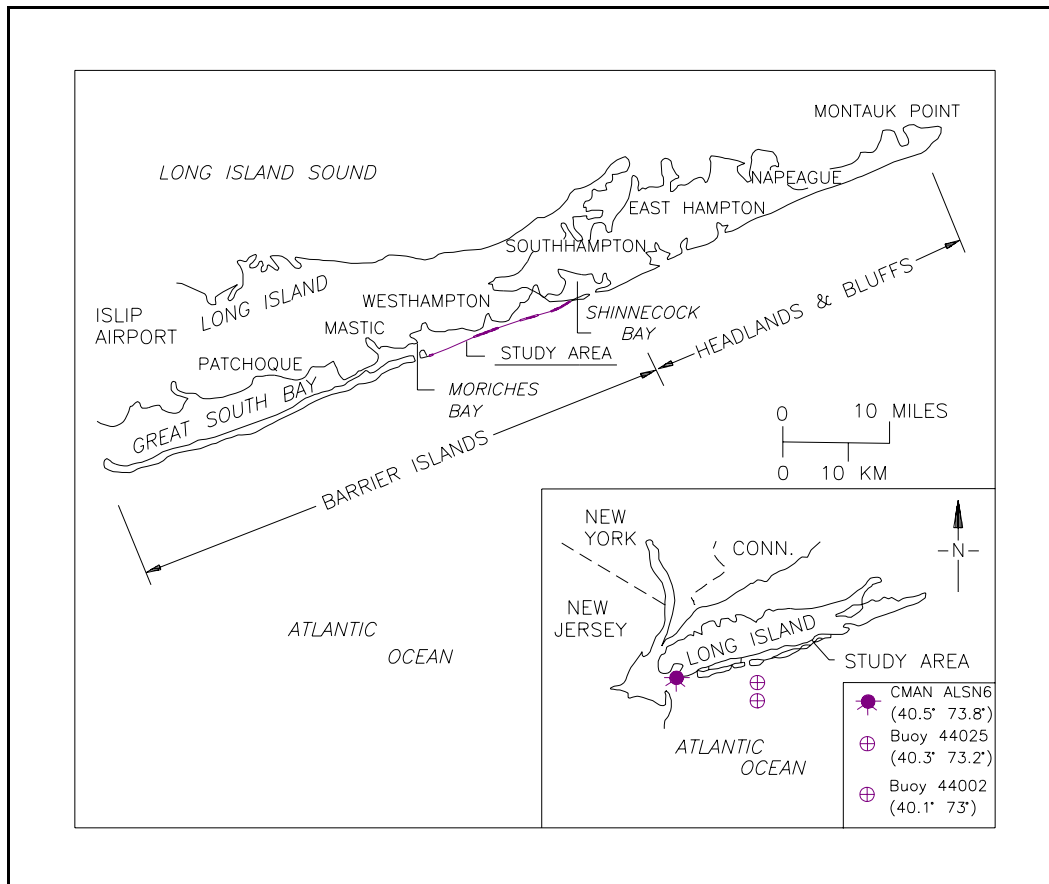 MONTAUK POINT
LONG ISLAND SOUND
NAPEAGUE
EAST HAMPTON
SOUTHHAMPTON
LONG ISLAND
WESTHAMPTON
ISLIP
AIRPORT
MASTIC
SHINNECOCK
BAY
HEADLANDS & BLUFFS
STUDY AREA
PATCHOQUE
GREAT SOUTH BAY
MORICHES
BAY
BARRIER ISLANDS
0 10 MILES
0 10 KM
ATLANTIC
OCEAN
NEW
YORK
CONN.
-N-
NEW
JERSEY
LONG ISLAND
STUDY AREA
ATLANTIC
OCEAN
CMAN ALSN6
(40.5° 73.8°)
Buoy 44025
(40.3° 73.2°)
Buoy 44002
(40.1° 73°)